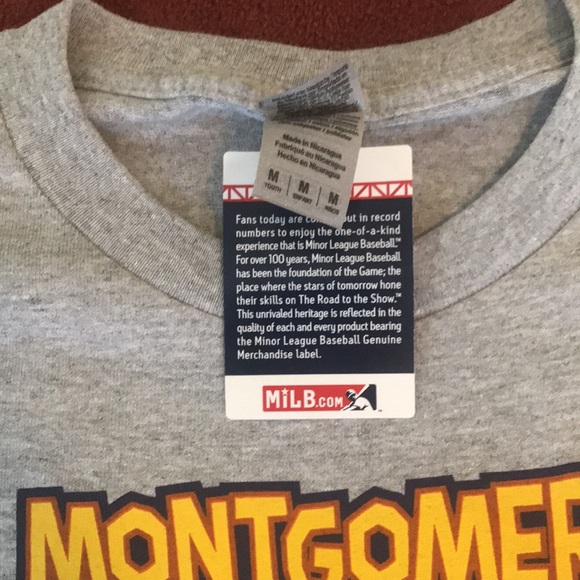 Made in Nicaragua
Fabriqué au Nicaragua
Hecho en Nicaragua
M M M
YOUTH ENFANT NIÑOS
Fans today are out in record
numbers to enjoy the one-of-a-kind
experience that is Minor League Baseball.™
For over 100 years, Minor League Baseball
has been the foundation of the Game; the
place where the stars of tomorrow hone
their skills on The Road to the Show.™
This unrivaled heritage is reflected in the
quality of each and every product bearing
the Minor League Baseball Genuine
Merchandise label.
MiLB.COM
MONTGOMER